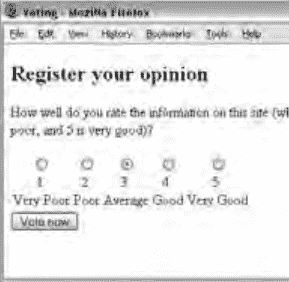 Voting - Mozilla Firefox
File Edit View History Bookmarks Tools Help
Register your opinion
How well do you rate the information on this site (wi
poor, and 5 is very good)?
1 2 3 4 5
Very Poor Poor Average Good Very Good
Vote now